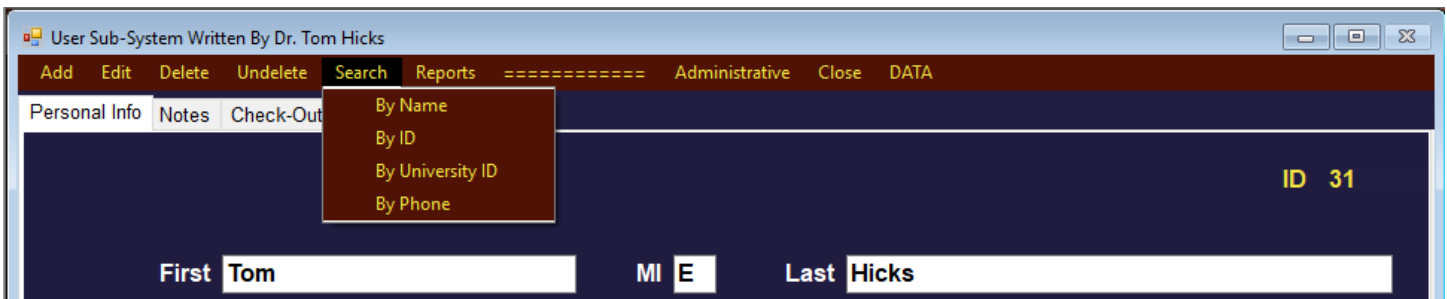 User Sub-System Written By Dr. Tom Hicks
Add Edit Delete Undelete Search Reports ============ Administrative Close DATA
Personal Info Notes Check-Out
By Name
By ID
By University ID
By Phone
ID 31
First Tom MI E Last Hicks